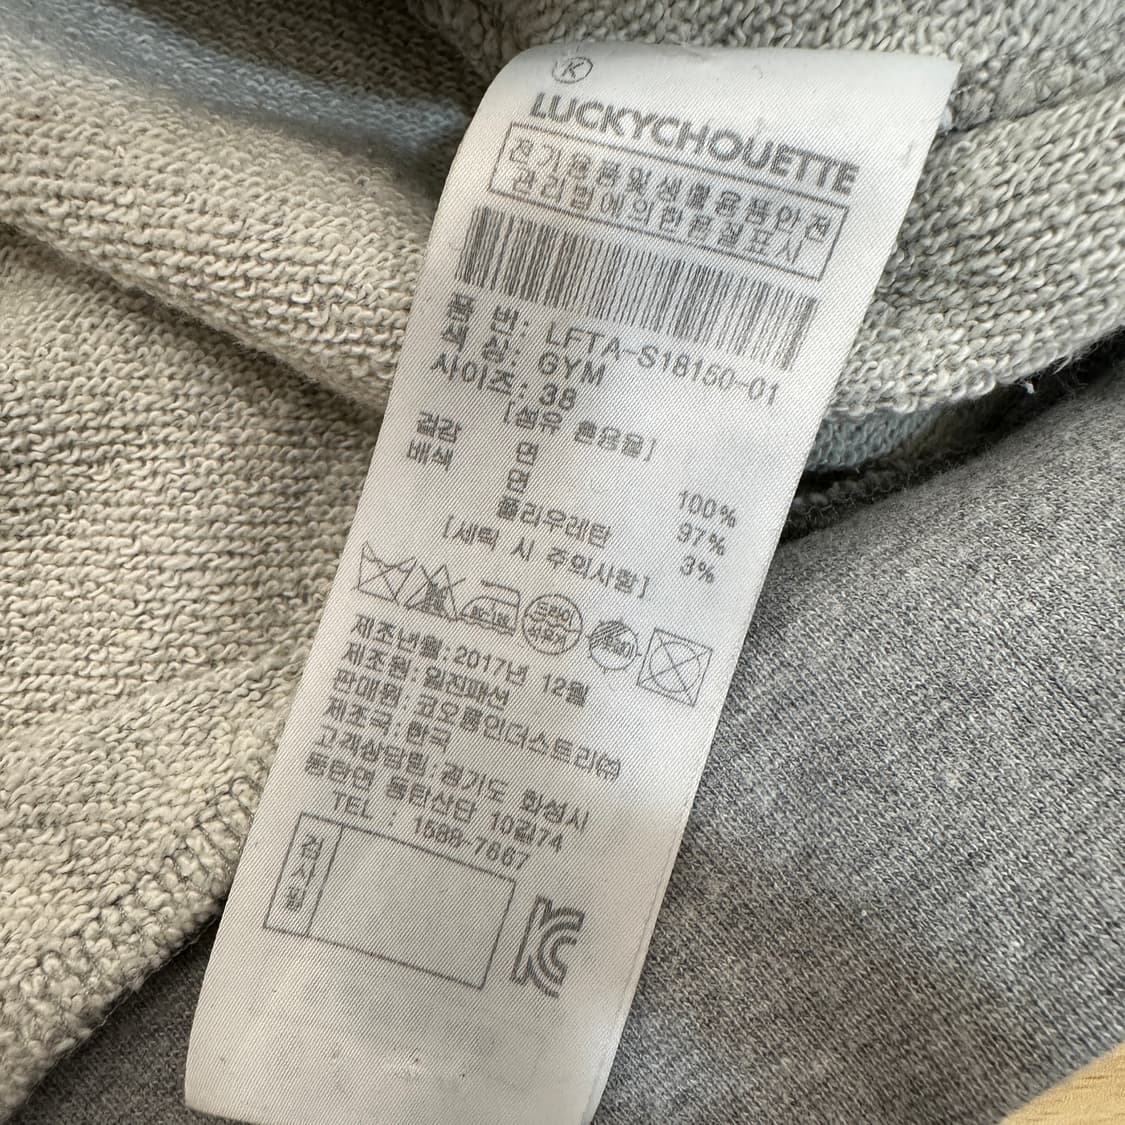 K
LUCKYCHOUETTE
전기용품및생활용품안전
관리법에의한품질표시
품 번: LFTA-S18150-01
색 상: GYM
사이즈: 38
[섬유 혼용율]
겉감 면 100%
배색 면 97%
폴리우레탄 3%
[세탁 시 주의사항]
드라이
제조년월:2017년 12월
제조원:원진패션
판매원:코오롱인더스트리㈜
제조국:한국
고객상담팀:경기도 화성시
동탄면 동탄산단 10길74
TEL : 1588-7667
검사필
KC